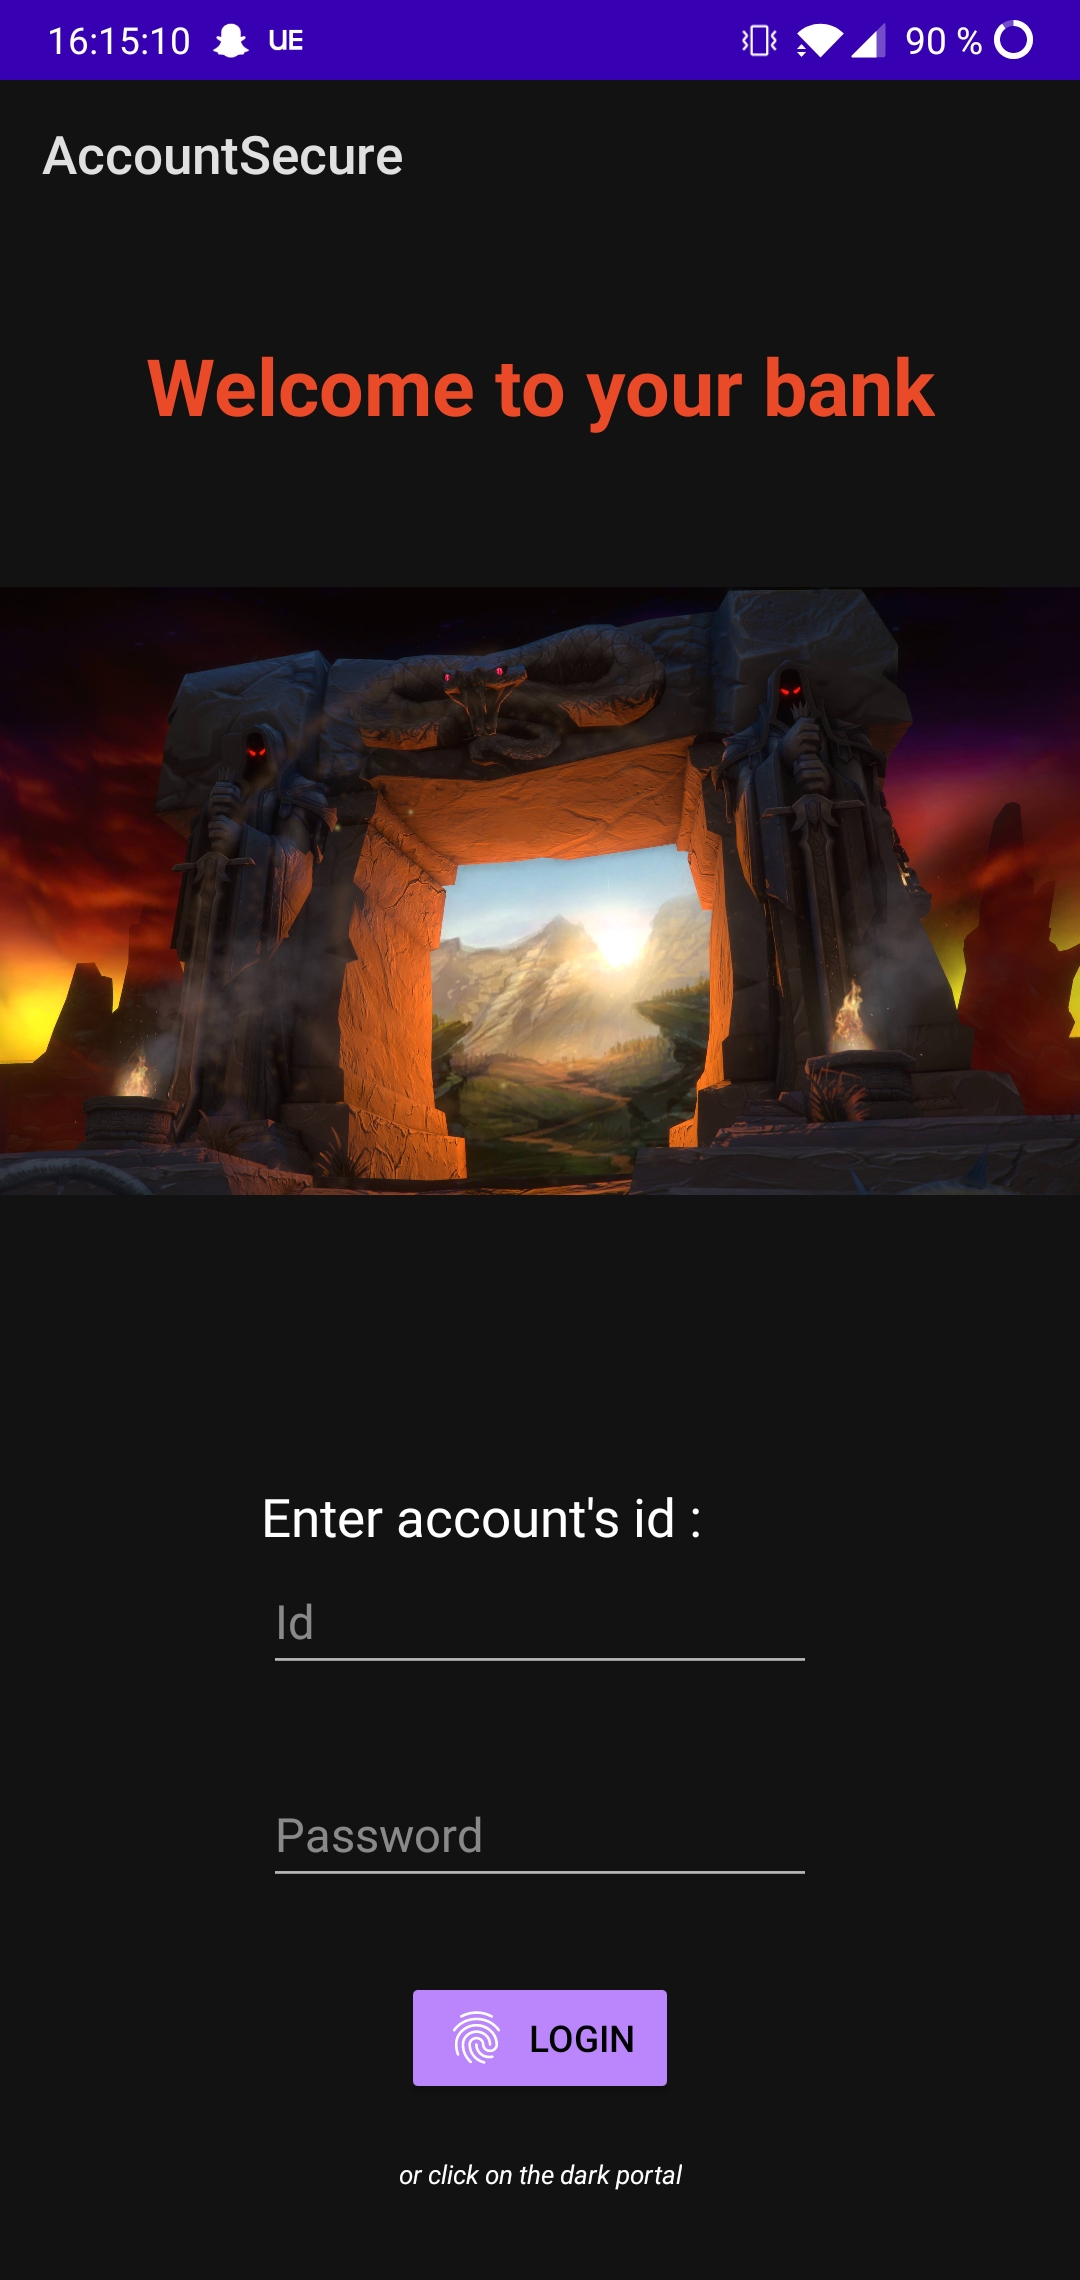 16:15:10 UE 90 %
AccountSecure
Welcome to your bank
Enter account's id :
Id
Password
LOGIN
or click on the dark portal